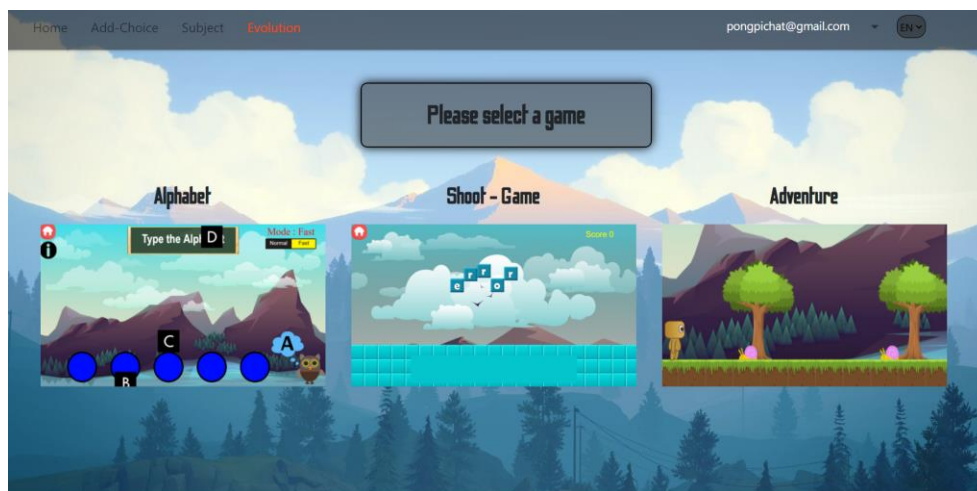 Home Add-Choice Subject Evolution pongpichat@gmail.com EN
Please select a game
Alphabet Shoot - Game Adventure
Type the Alp D t Mode : Fast
Normal Fast
Score 0
e r r o r
C
A
B